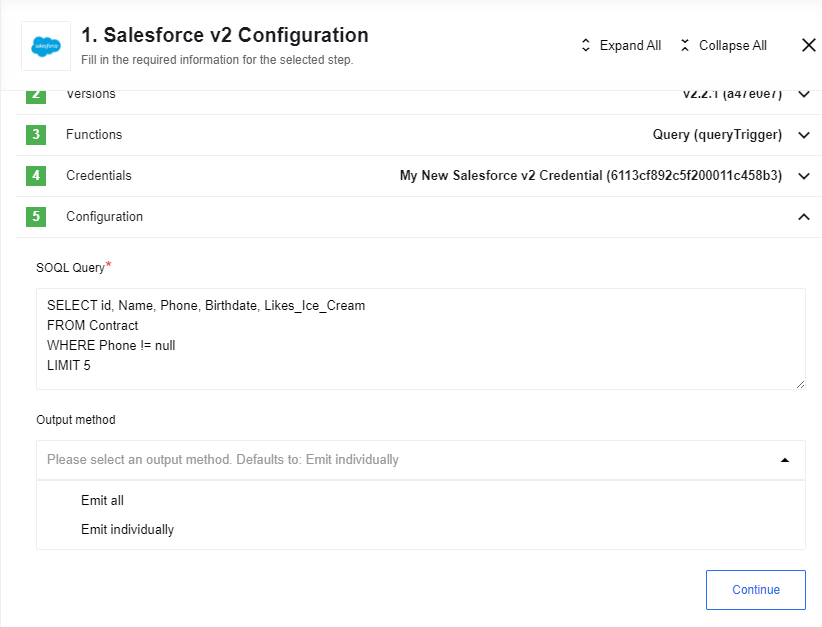 salesforce
1. Salesforce v2 Configuration
Fill in the required information for the selected step.
Expand All
Collapse All
2 Versions v2.2.1 (a47e0e7)
3 Functions Query (queryTrigger)
4 Credentials My New Salesforce v2 Credential (6113cf892c5f200011c458b3)
5 Configuration
SOQL Query*
SELECT id, Name, Phone, Birthdate, Likes_Ice_Cream
FROM Contract
WHERE Phone != null
LIMIT 5
Output method
Please select an output method. Defaults to: Emit individually
Emit all
Emit individually
Continue